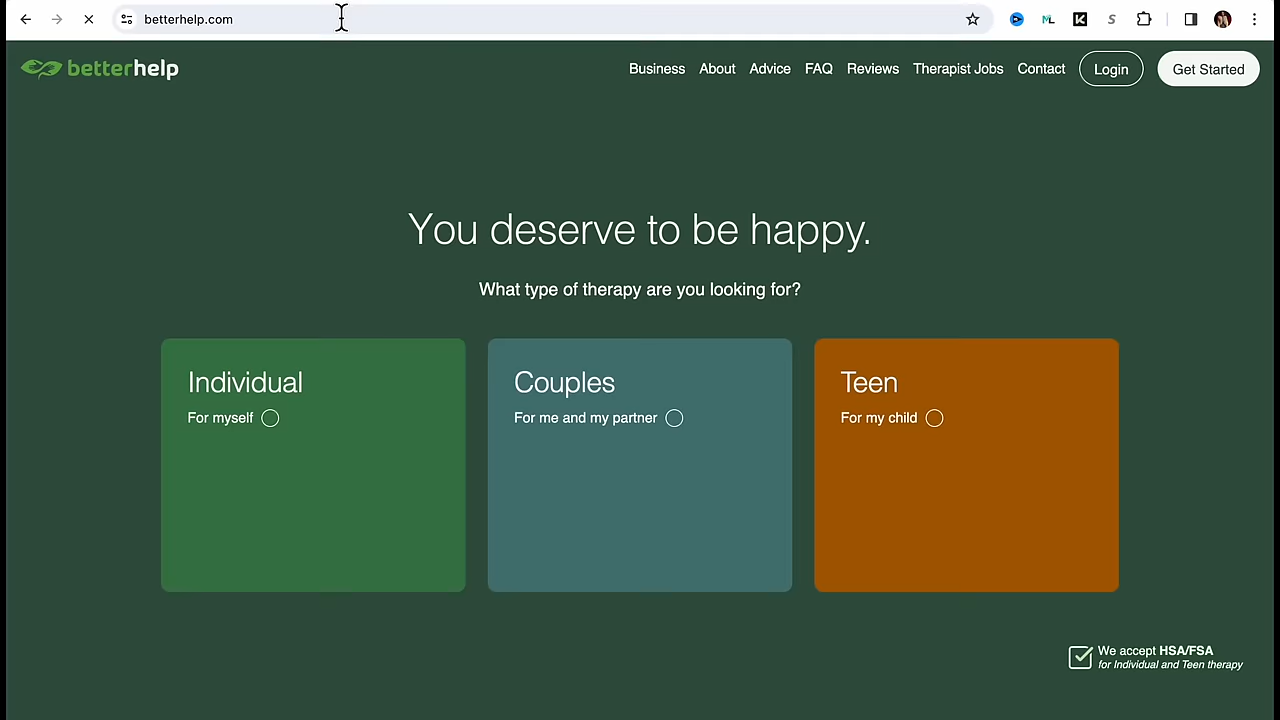 betterhelp.com
betterhelp
Business About Advice FAQ Reviews Therapist Jobs Contact Login Get Started
You deserve to be happy.
What type of therapy are you looking for?
Individual
For myself
Couples
For me and my partner
Teen
For my child
We accept HSA/FSA
for Individual and Teen therapy